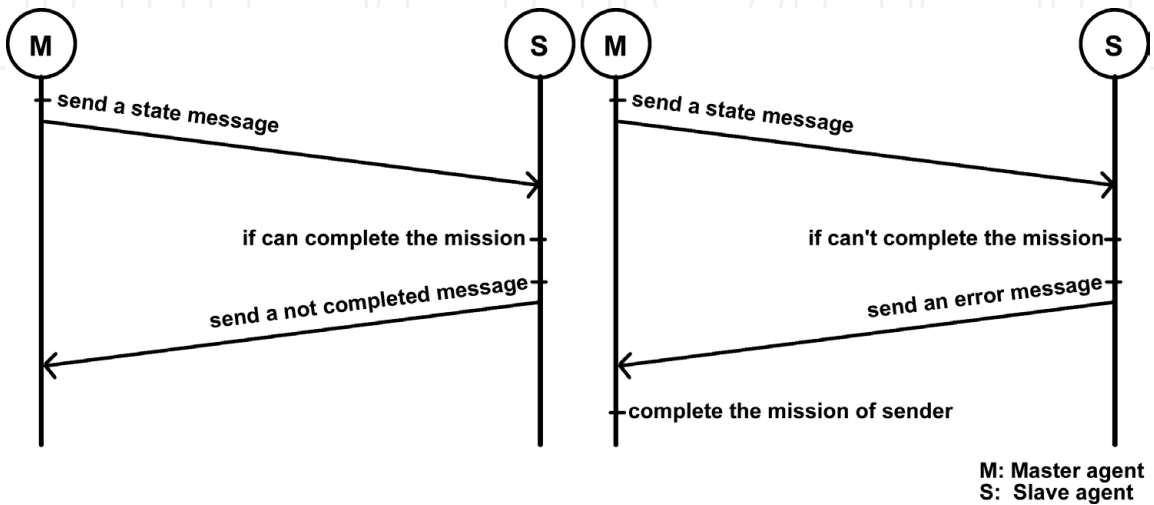 M
S
send a state message
if can complete the mission
send a not completed message
M
S
send a state message
if can't complete the mission
send an error message
complete the mission of sender
M: Master agent
S: Slave agent